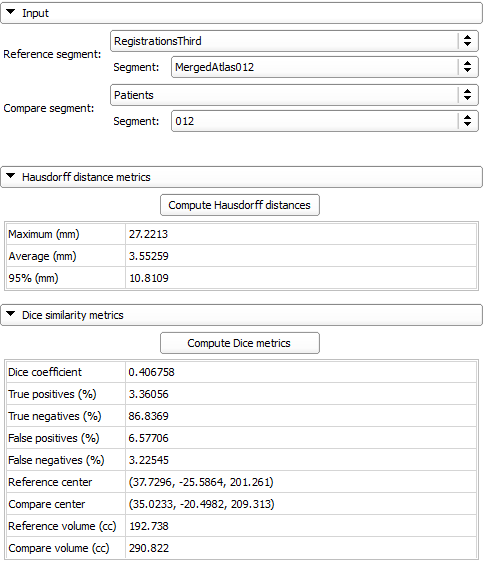 Input
Reference segment:
RegistrationsThird
Segment: MergedAtlas012
Compare segment:
Patients
Segment: 012
Hausdorff distance metrics
Compute Hausdorff distances
Maximum (mm) 27.2213
Average (mm) 3.55259
95% (mm) 10.8109
Dice similarity metrics
Compute Dice metrics
Dice coefficient 0.406758
True positives (%) 3.36056
True negatives (%) 86.8369
False positives (%) 6.57706
False negatives (%) 3.22545
Reference center (37.7296, -25.5864, 201.261)
Compare center (35.0233, -20.4982, 209.313)
Reference volume (cc) 192.738
Compare volume (cc) 290.822